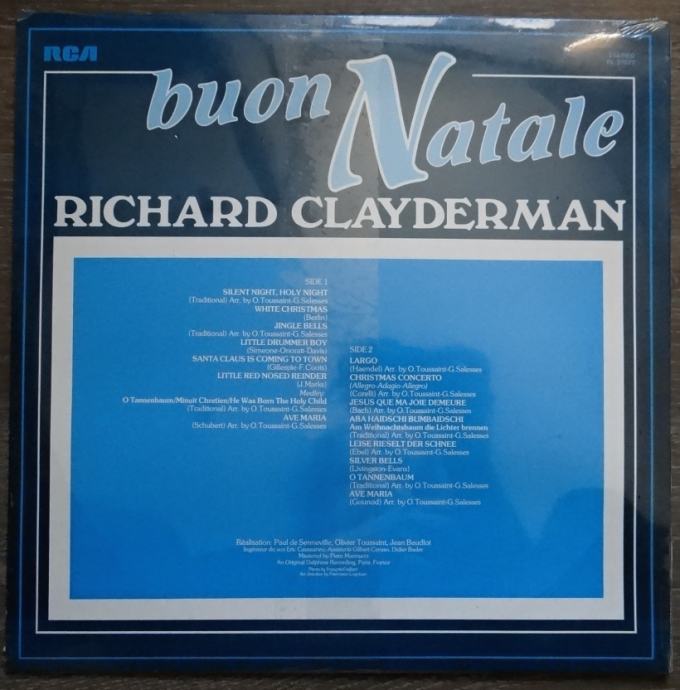 RCA
STEREO
buon Natale
RICHARD CLAYDERMAN
SIDE 1
SILENT NIGHT, HOLY NIGHT
(Traditional) Arr. by O.Toussaint-G.Salesses
WHITE CHRISTMAS
(Berlin)
JINGLE BELLS
(Traditional) Arr. by O.Toussaint-G.Salesses
LITTLE DRUMMER BOY
(Simeone-Onorati-Davis)
SANTA CLAUS IS COMING TO TOWN
(Gillespie-F.Coots)
LITTLE RED NOSED REINDER
(J.Marks)
Medley:
O Tannenbaum/Minuit Chretien/He Was Born The Holy Child
(Traditional) Arr. by O.Toussaint-G.Salesses
AVE MARIA
(Schubert) Arr. by O.Toussaint-G.Salesses
SIDE 2
LARGO
(Haendel) Arr. by O.Toussaint-G.Salesses
CHRISTMAS CONCERTO
(Allegro-Adagio-Allegro)
(Corelli) Arr. by O.Toussaint-G.Salesses
JESUS QUE MA JOIE DEMEURE
(Bach) Arr. by O.Toussaint-G.Salesses
ABA HAIDSCHI BUMBAIDSCHI
Am Weihnachtsbaum die Lichter brennen
(Traditional) Arr. by O.Toussaint-G.Salesses
LEISE RIESELT DER SCHNEE
(Ebel) Arr. by O.Toussaint-G.Salesses
SILVER BELLS
(Livingston-Evans)
O TANNENBAUM
(Traditional) Arr. by O.Toussaint-G.Salesses
AVE MARIA
(Gounod) Arr. by O.Toussaint-G.Salesses
Réalisation: Paul de Senneville, Olivier Toussaint, Jean Baudlot
Mastered by
An Original Delphine Recording, Paris, France